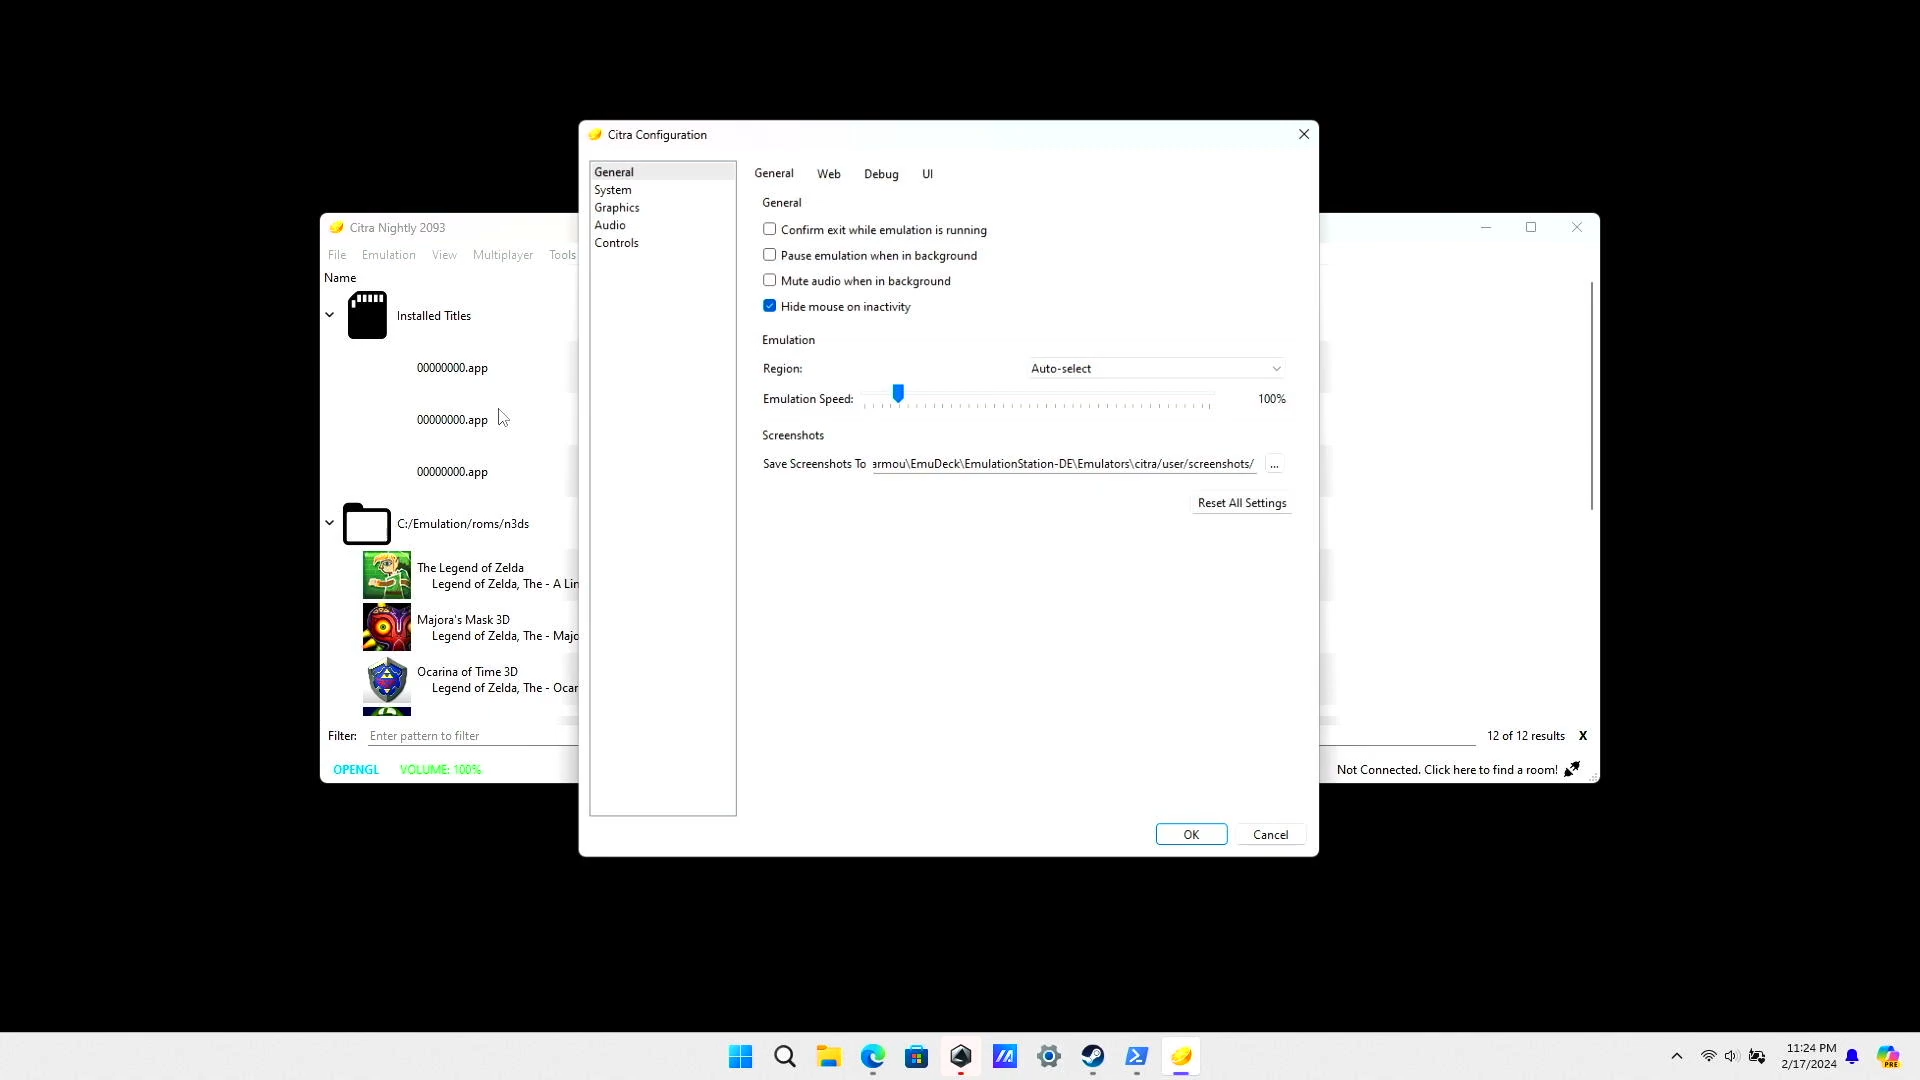 Citra Configuration
General
System
Graphics
Audio
Controls
General Web Debug UI
General
Confirm exit while emulation is running
Pause emulation when in background
Mute audio when in background
Hide mouse on inactivity
Emulation
Region: Auto-select
Emulation Speed: 100%
Screenshots
Save Screenshots To armou\EmuDeck\EmulationStation-DE\Emulators\citra/user/screenshots/ ...
Reset All Settings
OK Cancel
Citra Nightly 2093
File Emulation View Multiplayer Tools
Name
Installed Titles
00000000.app
00000000.app
00000000.app
C:/Emulation/roms/n3ds
The Legend of Zelda
Legend of Zelda, The - A Lin
Majora's Mask 3D
Legend of Zelda, The - Majo
Ocarina of Time 3D
Legend of Zelda, The - Ocar
Filter: Enter pattern to filter 12 of 12 results X
OPENGL VOLUME: 100% Not Connected. Click here to find a room!
11:24 PM
2/17/2024
PRE